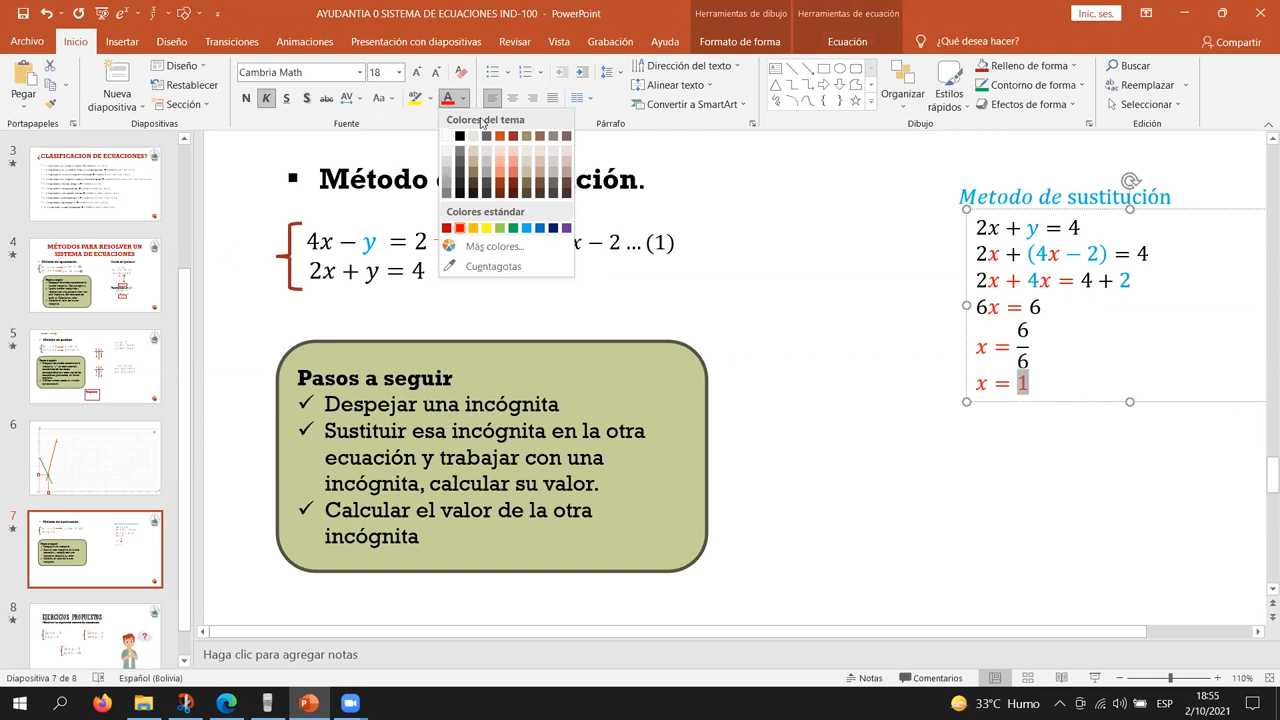 AYUDANTIA SISTEMA DE ECUACIONES IND-100 - PowerPoint
Herramientas de dibujo
Herramientas de ecuación
Inic. ses.
Archivo Inicio Insertar Diseño Transiciones Animaciones Presentación con diapositivas Revisar Vista Grabación Ayuda Formato de forma Ecuación ¿Qué desea hacer? Compartir
Pegar
Portapapeles
Nueva diapositiva
Diseño
Restablecer
Sección
Diapositivas
Cambria Math 18
N K S S abc AV Aa A
Fuente
Dirección del texto
Alinear texto
Convertir a SmartArt
Párrafo
Organizar
Estilos rápidos
Relleno de forma
Contorno de forma
Efectos de forma
Dibujo
Buscar
Reemplazar
Seleccionar
Edición
Colores del tema
Colores estándar
Más colores...
Cuentagotas
¿CLASIFICACION DE ECUACIONES?
4
MÉTODOS PARA RESOLVER UN SISTEMA DE ECUACIONES
5
6
7
8
EJERCICIOS PROPUESTOS
Método ción.
4x − y = 2
x − 2 … (1)
2x + y = 4
Pasos a seguir
✓ Despejar una incógnita
✓ Sustituir esa incógnita en la otra
ecuación y trabajar con una
incógnita, calcular su valor.
✓ Calcular el valor de la otra
incógnita
Metodo de sustitución
2x + y = 4
2x + (4x − 2) = 4
2x + 4x = 4 + 2
6x = 6
x = 6/6
x = 1
Haga clic para agregar notas
Diapositiva 7 de 8
Español (Bolivia)
Notas
Comentarios
110%
33°C Humo
ESP
18:55
2/10/2021